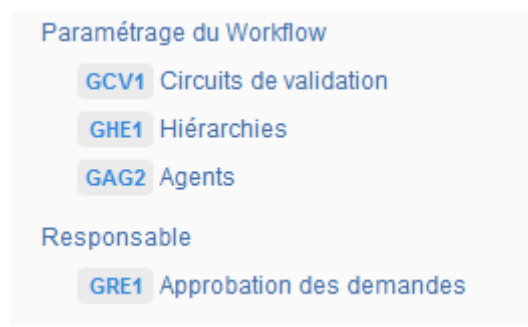 Paramétrage du Workflow
GCV1 Circuits de validation
GHE1 Hiérarchies
GAG2 Agents
Responsable
GRE1 Approbation des demandes